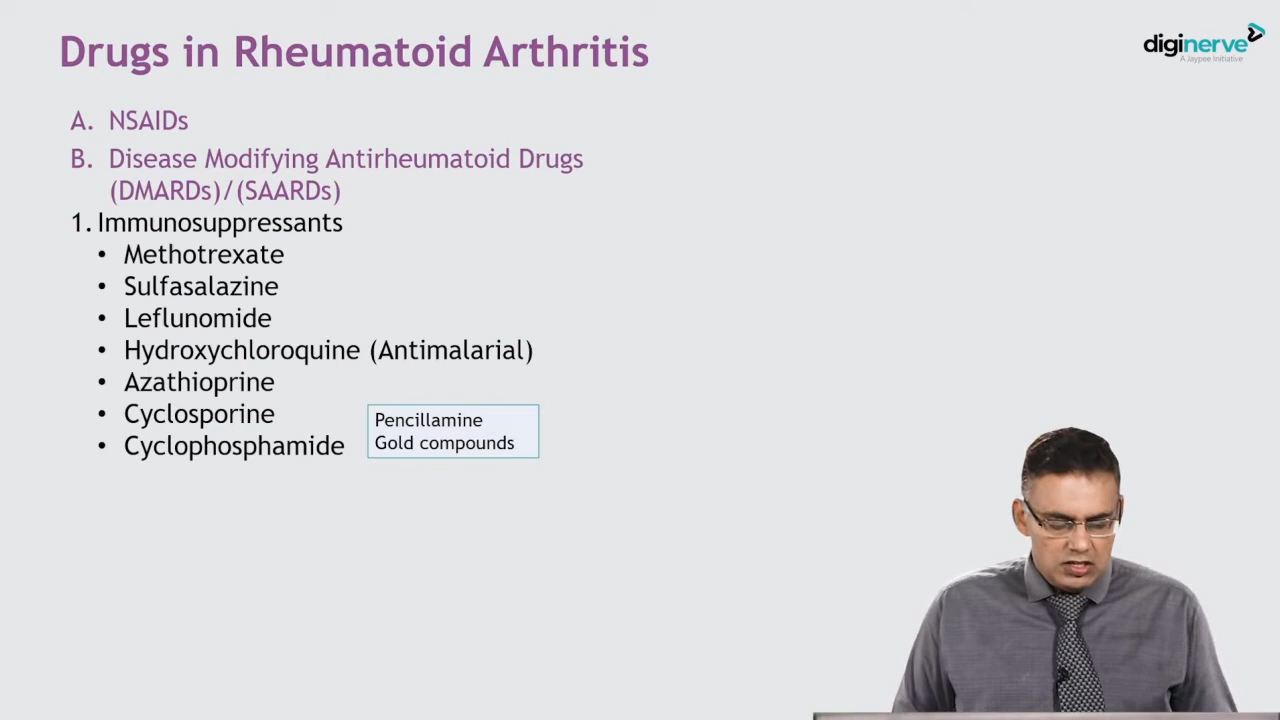 Drugs in Rheumatoid Arthritis
diginerve
A Jaypee Initiative
A. NSAIDs
B. Disease Modifying Antirheumatoid Drugs
(DMARDs)/(SAARDs)
1. Immunosuppressants
• Methotrexate
• Sulfasalazine
• Leflunomide
• Hydroxychloroquine (Antimalarial)
• Azathioprine
• Cyclosporine
• Cyclophosphamide
Pencillamine
Gold compounds